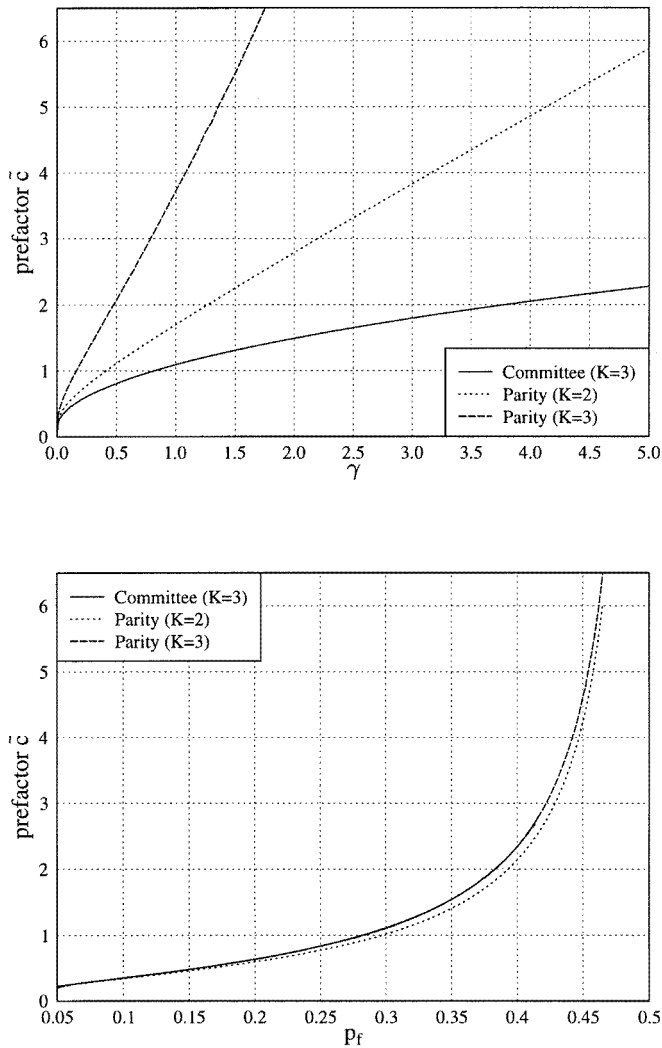 6
5
4
3
2
1
0
prefactor c̃
0.0 0.5 1.0 1.5 2.0 2.5 3.0 3.5 4.0 4.5 5.0
γ
Committee (K=3)
Parity (K=2)
Parity (K=3)
Committee (K=3)
Parity (K=2)
Parity (K=3)
6
5
4
3
2
1
0
prefactor c̃
0.05 0.1 0.15 0.2 0.25 0.3 0.35 0.4 0.45 0.5
p_f